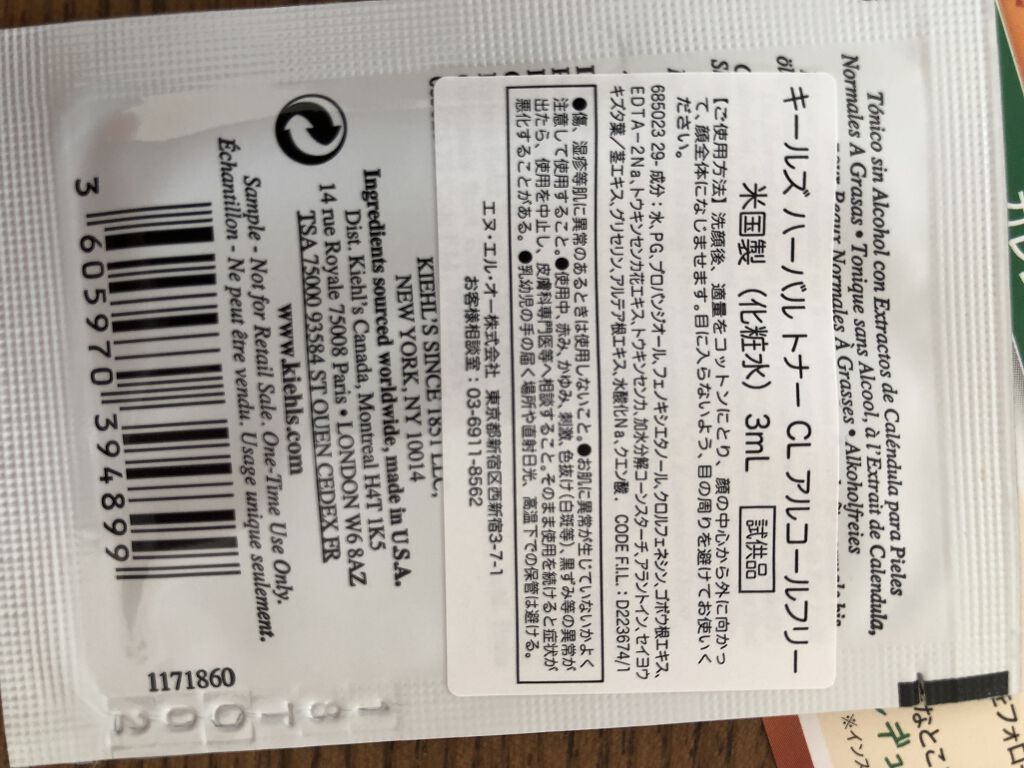 Tónico sin Alcohol con Extractos de Caléndula para Pieles
Normales A Grasas • Tonique sans Alcool, à l'Extrait de Calendula,
pour Peaux Normales À Grasses • Alkoholfreies
キールズ ハーバル トナー CL アルコールフリー
米国製 (化粧水) 3mL 試供品
【ご使用方法】洗顔後、適量をコットンにとり、顔の中心から外に向かっ
て、顔全体になじませます。目に入らないよう、目の周りを避けてお使いく
ださい。
685023 29-成分:水、PG、プロパンジオール、フェノキシエタノール、クロルフェネシン、ゴボウ根エキス、
EDTA-2Na、トウキンセンカ花エキス、トウキンセンカ、加水分解コーンスターチ、アラントイン、セイヨウ
キズタ葉/茎エキス、グリセリン、アルテア根エキス、水酸化Na、クエン酸 CODE F.I.L.:D223674/1
●傷、湿疹等肌に異常のあるときは使用しないこと。●お肌に異常が生じていないかよく
注意して使用すること。●使用中、赤み、かゆみ、刺激、色抜け(白斑等)、黒ずみ等の異常が
出たら、使用を中止し、皮膚科専門医等へ相談すること。そのまま使用を続けると症状が
悪化することがある。●乳幼児の手の届く場所や直射日光、高温下での保管は避ける。
エヌ・エル・オー株式会社 東京都新宿区西新宿3-7-1
お客様相談室:03-6911-8562
KIEHL'S SINCE 1851 LLC,
NEW YORK, NY 10014
Ingredients sourced worldwide, made in U.S.A.
Dist. Kiehl's Canada, Montreal H4T 1K5
14 rue Royale 75008 Paris • LONDON W6 8AZ
TSA 75000 93584 ST OUEN CEDEX FR
www.kiehls.com
Sample - Not for Retail Sale. One-Time Use Only.
Échantillon - Ne peut être vendu. Usage unique seulement.
3 605970 394899
1171860
18T00
002
なとこ
※インス